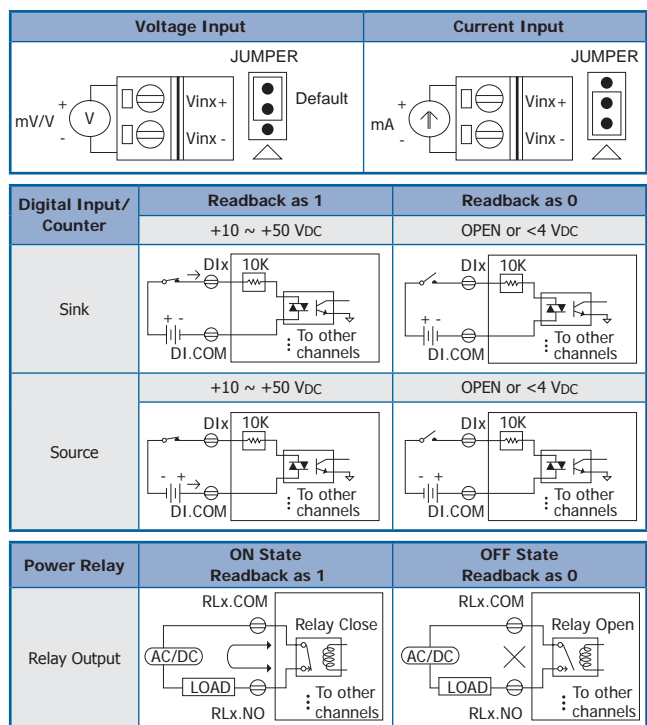 Voltage Input
Current Input
JUMPER
JUMPER
mV/V
+
-
V
Vinx+
Vinx -
Default
mA
+
-
Vinx+
Vinx -
Digital Input/
Counter
Readback as 1
Readback as 0
+10 ~ +50 VDC
OPEN or <4 VDC
Sink
DIx
10K
+ -
DI.COM
To other
channels
DIx
10K
+ -
DI.COM
To other
channels
+10 ~ +50 VDC
OPEN or <4 VDC
Source
DIx
10K
- +
DI.COM
To other
channels
DIx
10K
- +
DI.COM
To other
channels
Power Relay
ON State
Readback as 1
OFF State
Readback as 0
Relay Output
RLx.COM
Relay Close
AC/DC
LOAD
RLx.NO
To other
channels
RLx.COM
Relay Open
AC/DC
LOAD
RLx.NO
To other
channels